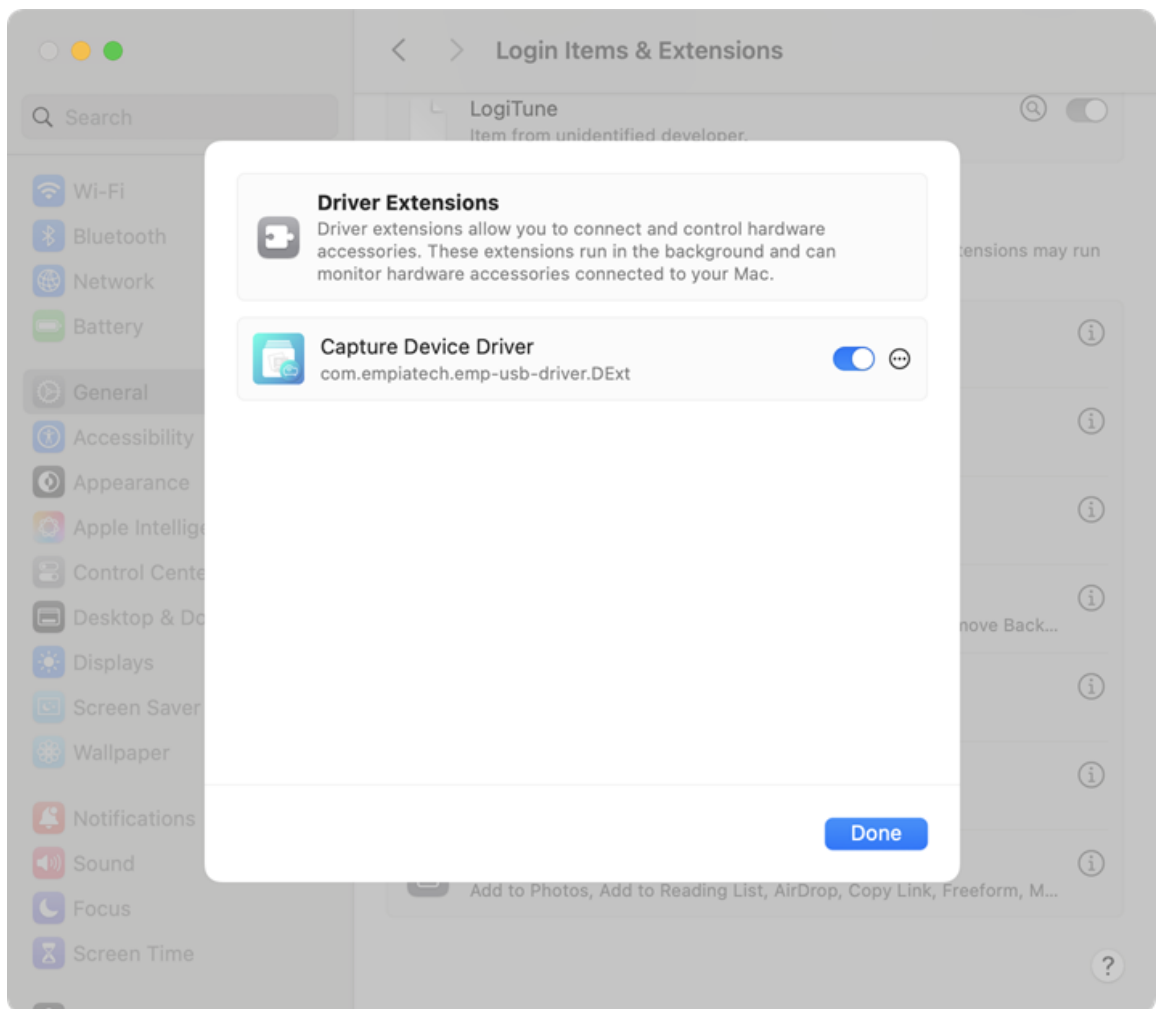 Login Items & Extensions
Search
LogiTune
Item from unidentified developer.
Wi-Fi
Bluetooth
Network
Battery
General
Accessibility
Appearance
Apple Intellige
Control Cente
Desktop & Do
Displays
Screen Saver
Wallpaper
Notifications
Sound
Focus
Screen Time
Driver Extensions
Driver extensions allow you to connect and control hardware
accessories. These extensions run in the background and can
monitor hardware accessories connected to your Mac.
Capture Device Driver
com.empiatech.emp-usb-driver.DExt
Done
tensions may run
move Back...
Add to Photos, Add to Reading List, AirDrop, Copy Link, Freeform, M...
?